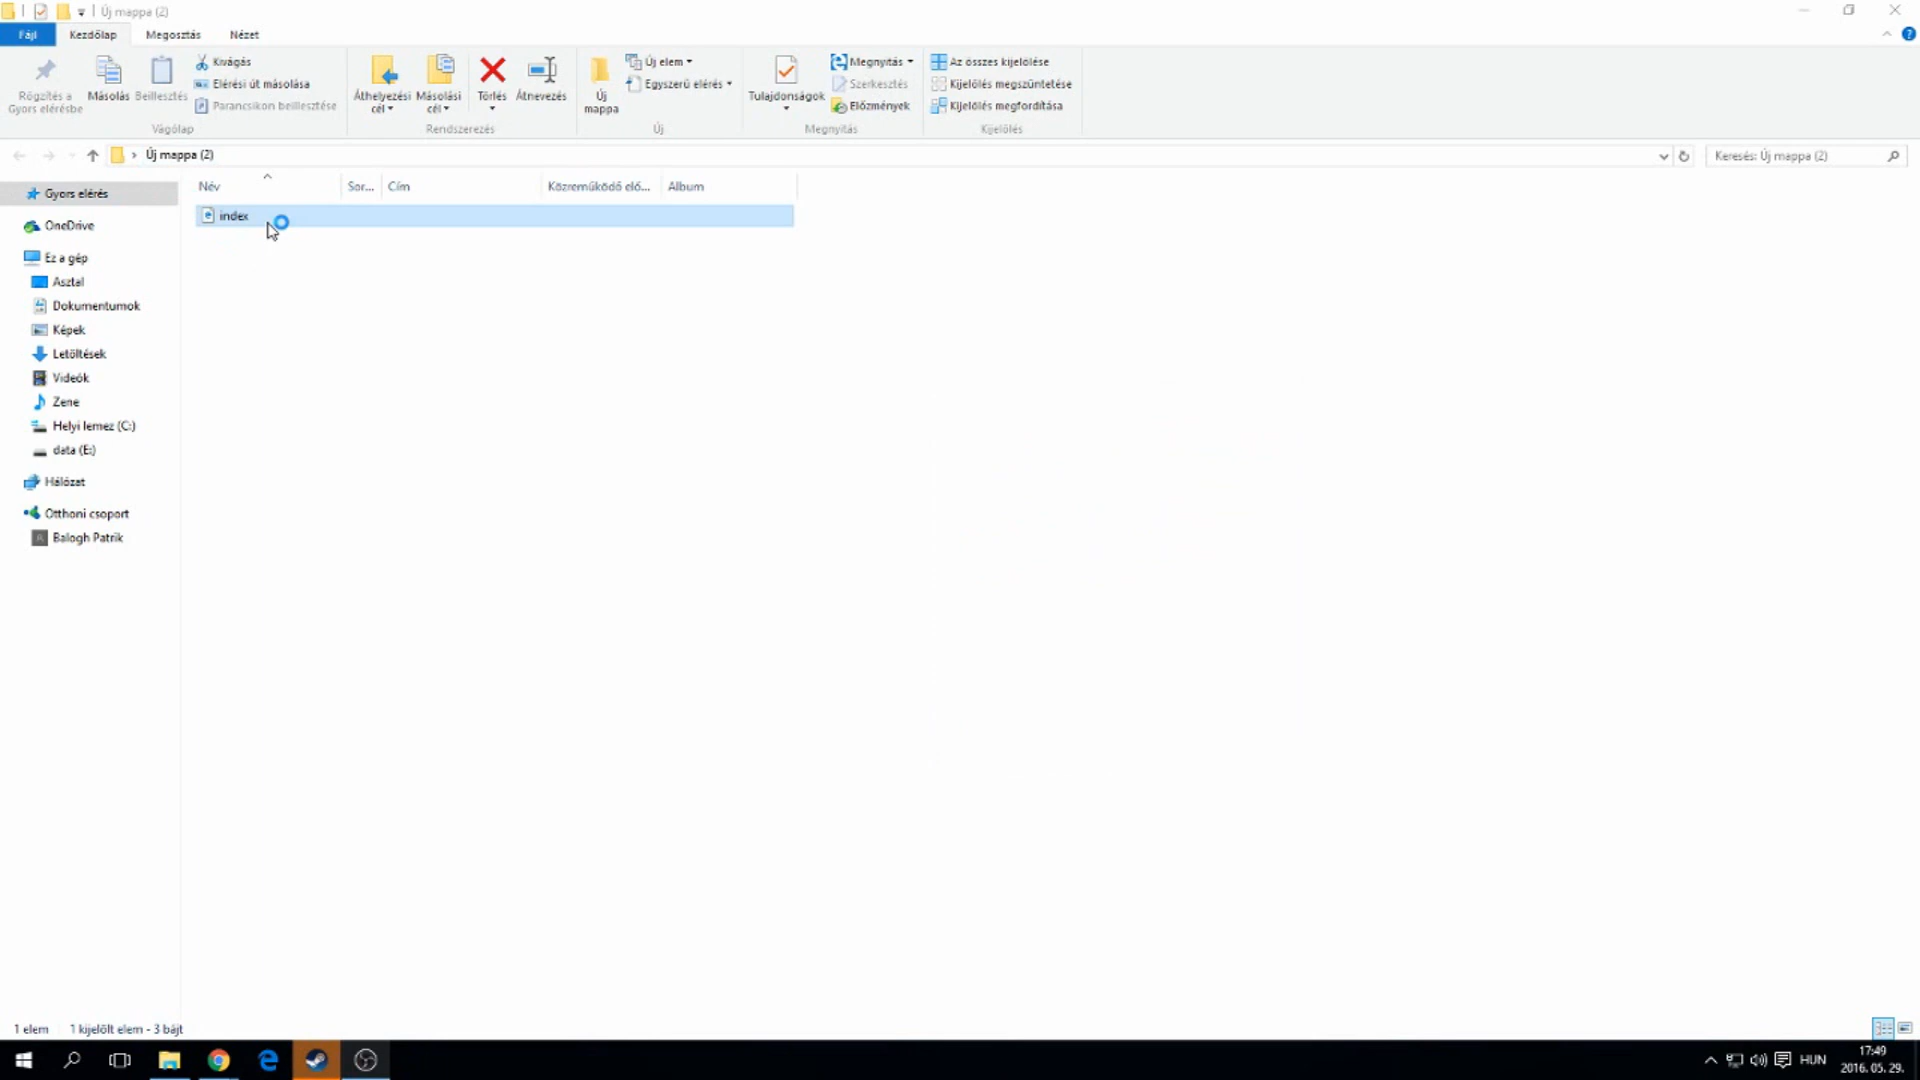 Új mappa (2)
Fájl Kezdőlap Megosztás Nézet
Rögzítés a Gyors elérésbe
Másolás
Beillesztés
Kivágás
Elérési út másolása
Parancsikon beillesztése
Vágólap
Áthelyezési cél
Másolási cél
Törlés
Átnevezés
Rendszerezés
Új mappa
Új elem
Egyszerű elérés
Új
Tulajdonságok
Megnyitás
Szerkesztés
Előzmények
Megnyitás
Az összes kijelölése
Kijelölés megszüntetése
Kijelölés megfordítása
Kijelölés
Új mappa (2)
Keresés: Új mappa (2)
Név Sor... Cím Közreműködő elő... Album
index
Gyors elérés
OneDrive
Ez a gép
Asztal
Dokumentumok
Képek
Letöltések
Videók
Zene
Helyi lemez (C:)
data (E:)
Hálózat
Otthoni csoport
Balogh Patrik
1 elem 1 kijelölt elem - 3 bájt
HUN
17:49
2016. 05. 29.